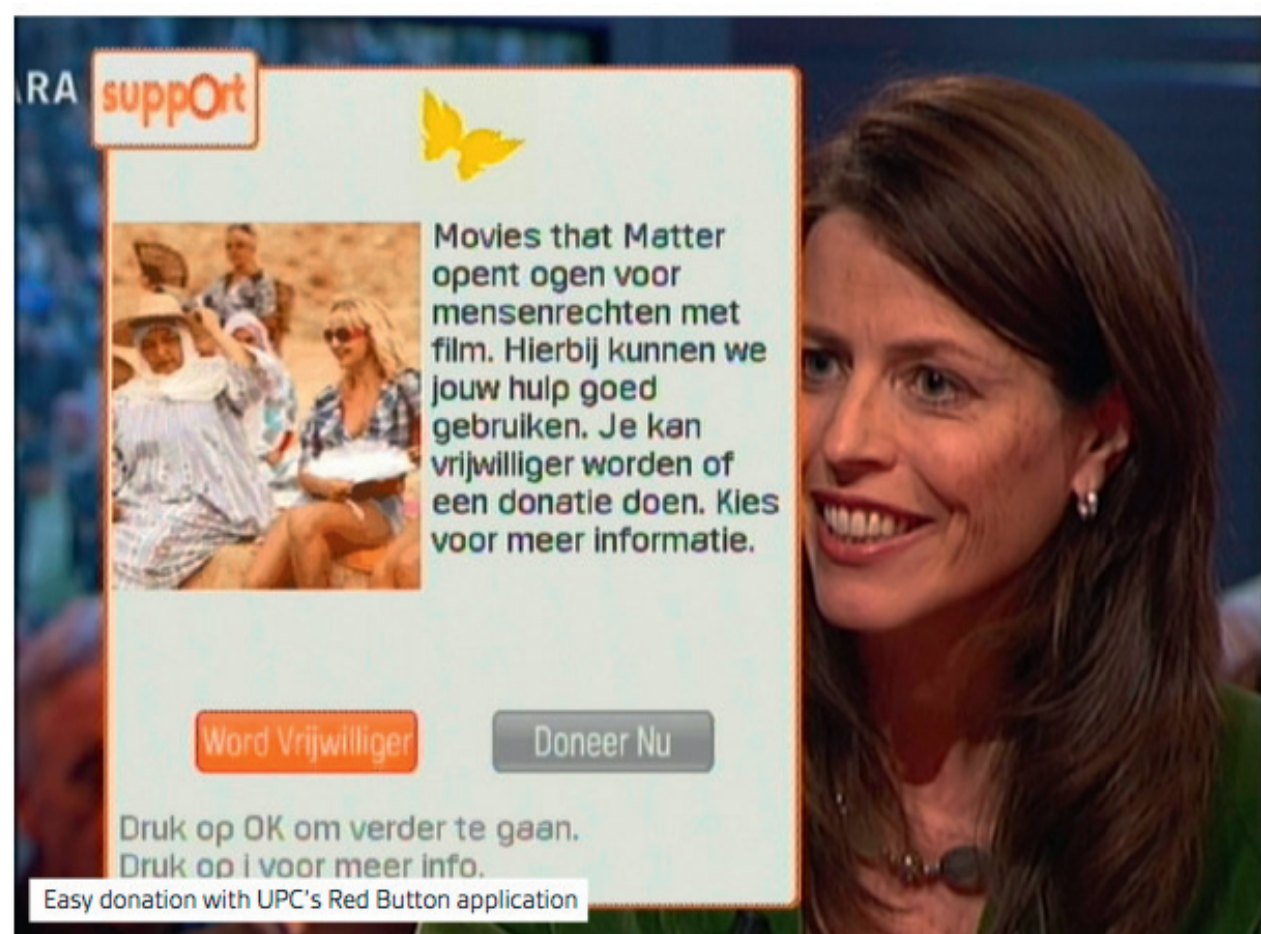 ARA
support
Movies that Matter
opent ogen voor
mensenrechten met
film. Hierbij kunnen we
jouw hulp goed
gebruiken. Je kan
vrijwilliger worden of
een donatie doen. Kies
voor meer informatie.
Word Vrijwilliger
Doneer Nu
Druk op OK om verder te gaan.
Druk op i voor meer info.
Easy donation with UPC's Red Button application